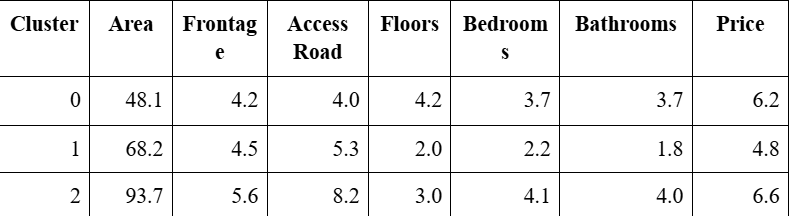 Cluster Area Frontag Access Floors Bedroom Bathrooms Price
e Road s
0 48.1 4.2 4.0 4.2 3.7 3.7 6.2
1 68.2 4.5 5.3 2.0 2.2 1.8 4.8
2 93.7 5.6 8.2 3.0 4.1 4.0 6.6